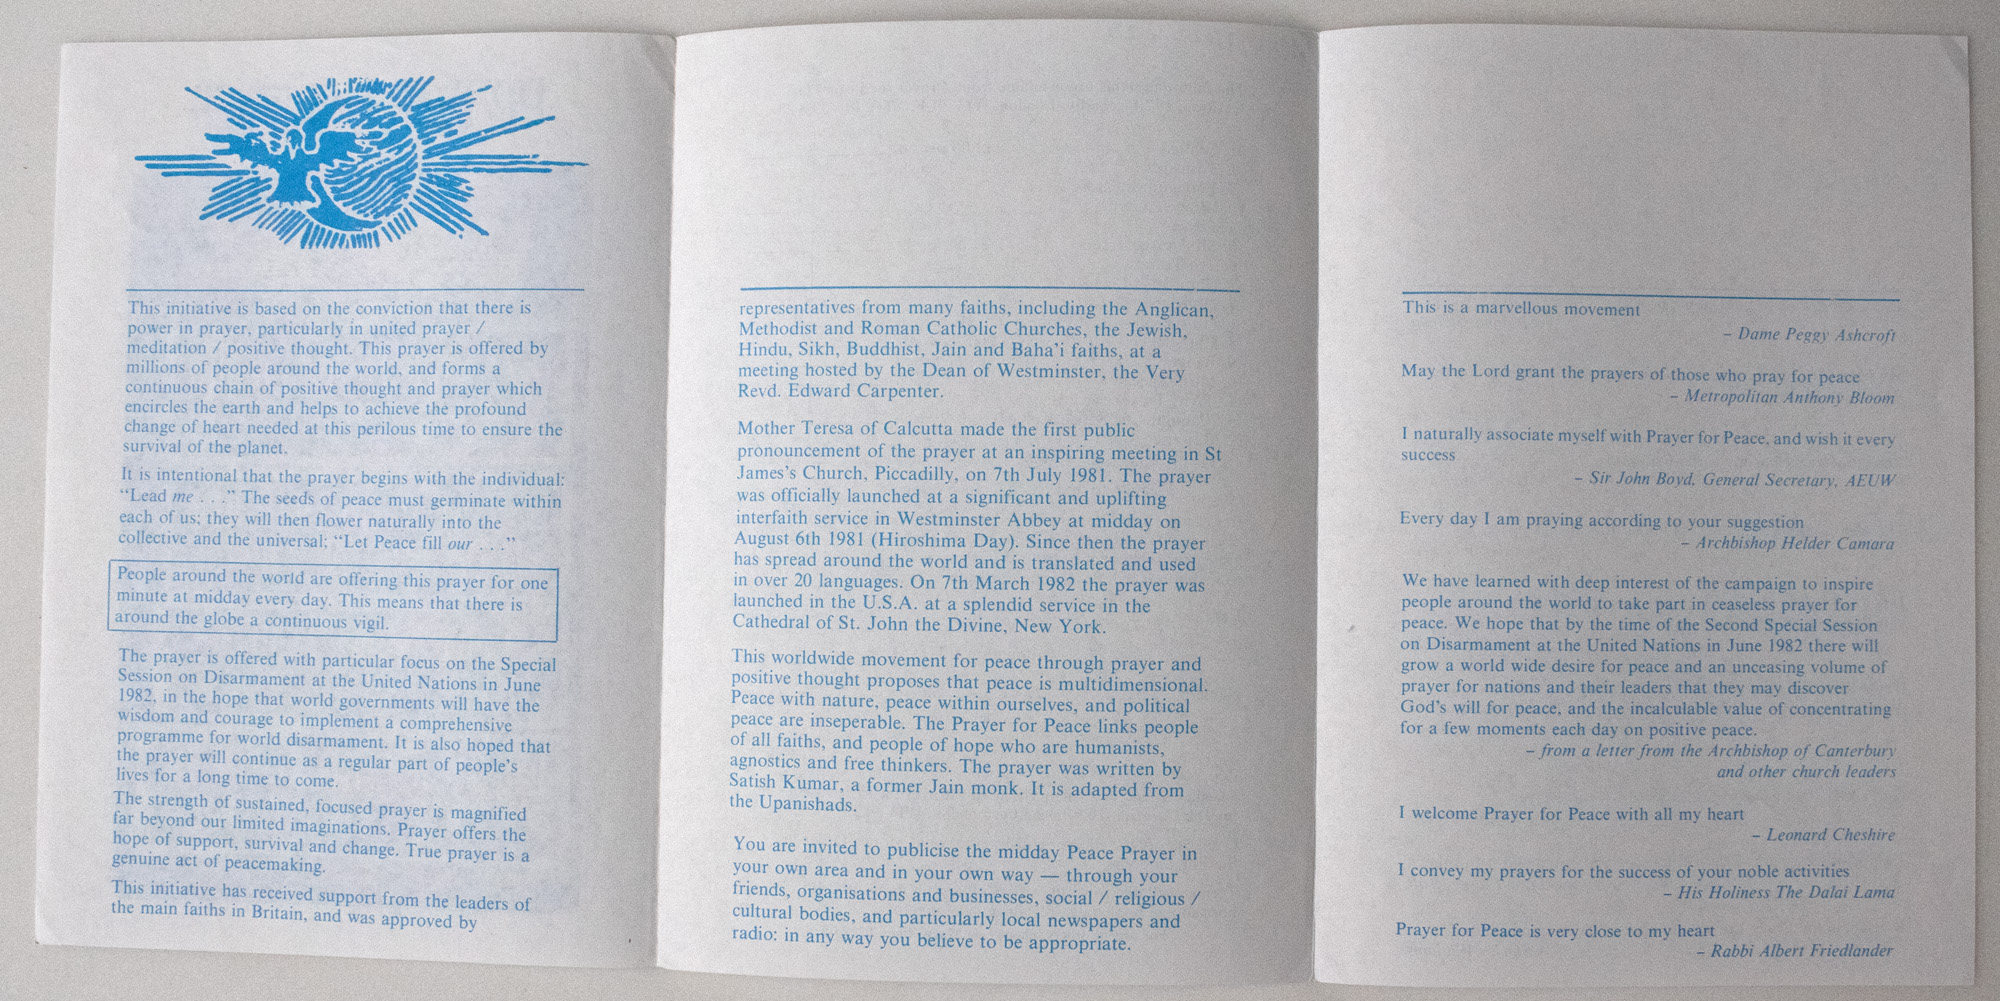 This initiative is based on the conviction that there is
power in prayer, particularly in united prayer /
meditation / positive thought. This prayer is offered by
millions of people around the world, and forms a
continuous chain of positive thought and prayer which
encircles the earth and helps to achieve the profound
change of heart needed at this perilous time to ensure the
survival of the planet.
It is intentional that the prayer begins with the individual:
“Lead me . . .” The seeds of peace must germinate within
each of us; they will then flower naturally into the
collective and the universal: “Let Peace fill our . . .”
People around the world are offering this prayer for one
minute at midday every day. This means that there is
around the globe a continuous vigil.
The prayer is offered with particular focus on the Special
Session on Disarmament at the United Nations in June
1982, in the hope that world governments will have the
wisdom and courage to implement a comprehensive
programme for world disarmament. It is also hoped that
the prayer will continue as a regular part of people’s
lives for a long time to come.
The strength of sustained, focused prayer is magnified
far beyond our limited imaginations. Prayer offers the
hope of support, survival and change. True prayer is a
genuine act of peacemaking.
This initiative has received support from the leaders of
the main faiths in Britain, and was approved by
representatives from many faiths, including the Anglican,
Methodist and Roman Catholic Churches, the Jewish,
Hindu, Sikh, Buddhist, Jain and Baha’i faiths, at a
meeting hosted by the Dean of Westminster, the Very
Revd. Edward Carpenter.
Mother Teresa of Calcutta made the first public
pronouncement of the prayer at an inspiring meeting in St
James’s Church, Piccadilly, on 7th July 1981. The prayer
was officially launched at a significant and uplifting
interfaith service in Westminster Abbey at midday on
August 6th 1981 (Hiroshima Day). Since then the prayer
has spread around the world and is translated and used
in over 20 languages. On 7th March 1982 the prayer was
launched in the U.S.A. at a splendid service in the
Cathedral of St. John the Divine, New York.
This worldwide movement for peace through prayer and
positive thought proposes that peace is multidimensional.
Peace with nature, peace within ourselves, and political
peace are inseperable. The Prayer for Peace links people
of all faiths, and people of hope who are humanists,
agnostics and free thinkers. The prayer was written by
Satish Kumar, a former Jain monk. It is adapted from
the Upanishads.
You are invited to publicise the midday Peace Prayer in
your own area and in your own way — through your
friends, organisations and businesses, social / religious /
cultural bodies, and particularly local newspapers and
radio: in any way you believe to be appropriate.
This is a marvellous movement
– Dame Peggy Ashcroft
May the Lord grant the prayers of those who pray for peace
– Metropolitan Anthony Bloom
I naturally associate myself with Prayer for Peace, and wish it every
success
– Sir John Boyd, General Secretary, AEUW
Every day I am praying according to your suggestion
– Archbishop Helder Camara
We have learned with deep interest of the campaign to inspire
people around the world to take part in ceaseless prayer for
peace. We hope that by the time of the Second Special Session
on Disarmament at the United Nations in June 1982 there will
grow a world wide desire for peace and an unceasing volume of
prayer for nations and their leaders that they may discover
God’s will for peace, and the incalculable value of concentrating
for a few moments each day on positive peace.
– from a letter from the Archbishop of Canterbury
and other church leaders
I welcome Prayer for Peace with all my heart
– Leonard Cheshire
I convey my prayers for the success of your noble activities
– His Holiness The Dalai Lama
Prayer for Peace is very close to my heart
– Rabbi Albert Friedlander